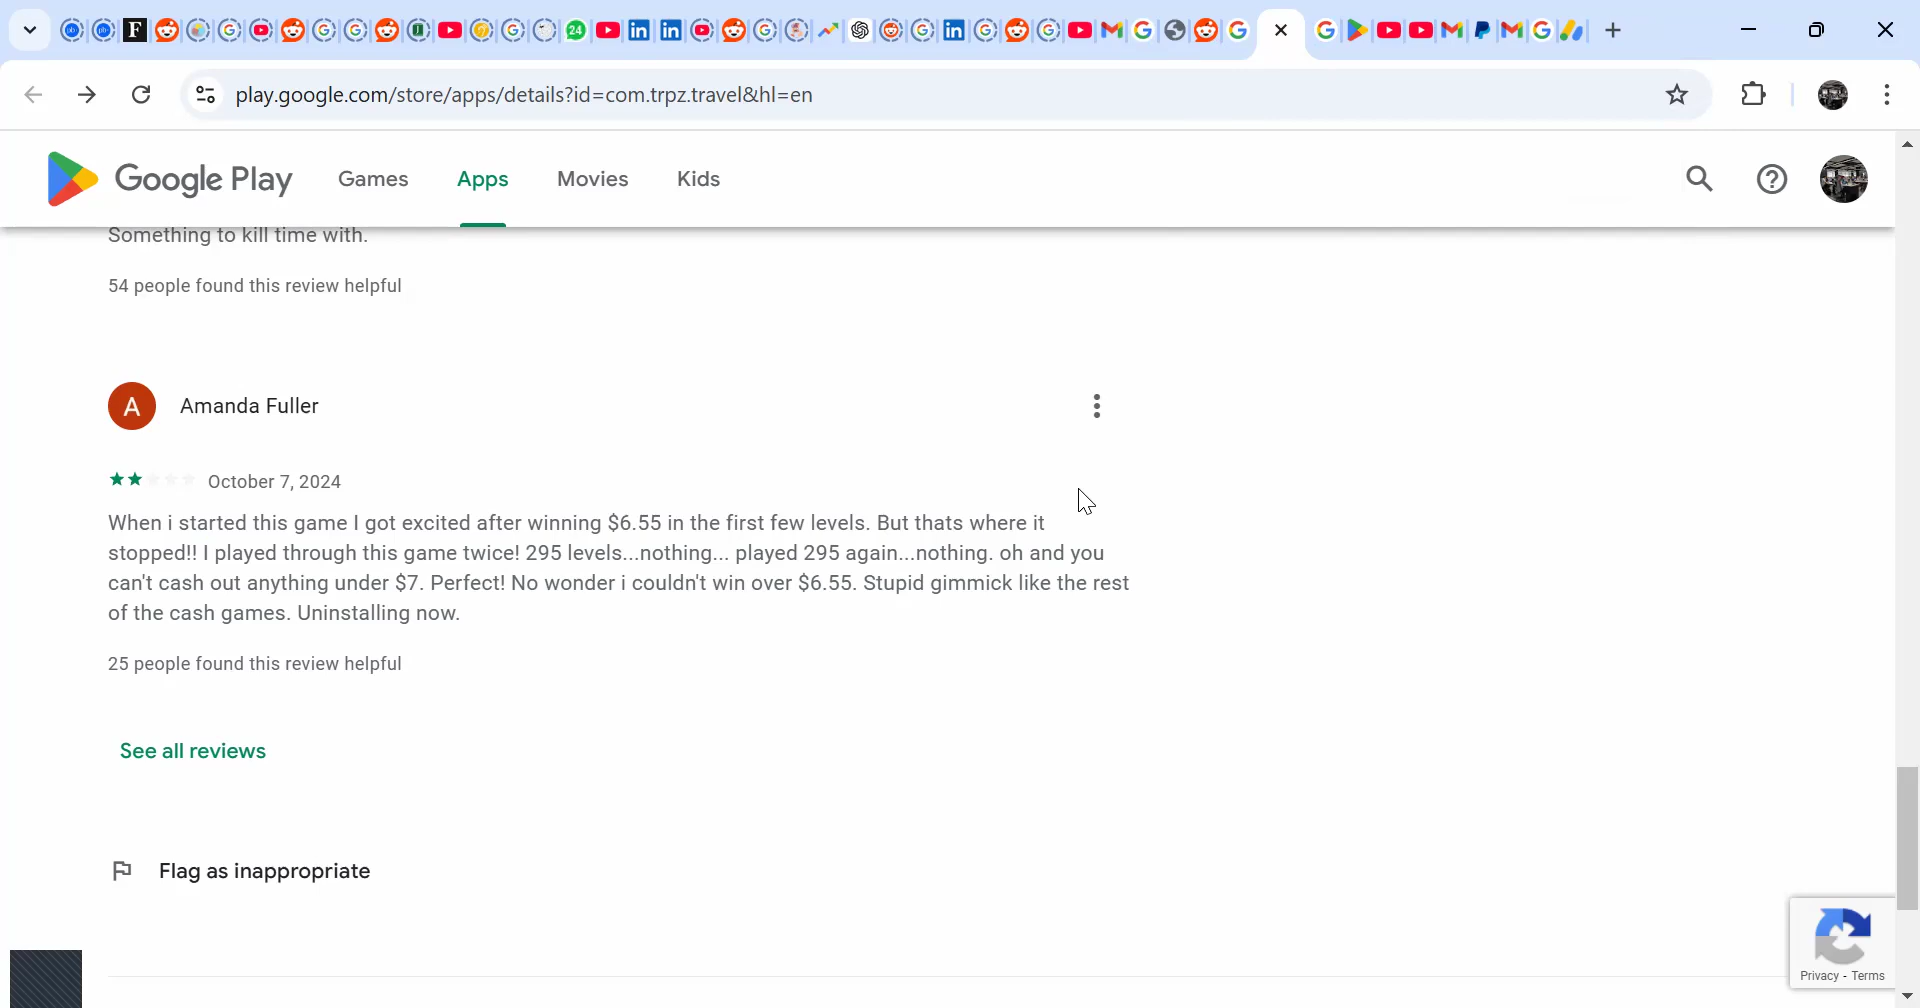 24
play.google.com/store/apps/details?id=com.trpz.travel&hl=en
Google Play
Games
Apps
Movies
Kids
Something to kill time with.
54 people found this review helpful
A
Amanda Fuller
October 7, 2024
When i started this game I got excited after winning $6.55 in the first few levels. But thats where it
stopped!! I played through this game twice! 295 levels...nothing... played 295 again...nothing. oh and you
can't cash out anything under $7. Perfect! No wonder i couldn't win over $6.55. Stupid gimmick like the rest
of the cash games. Uninstalling now.
25 people found this review helpful
See all reviews
Flag as inappropriate
Privacy - Terms